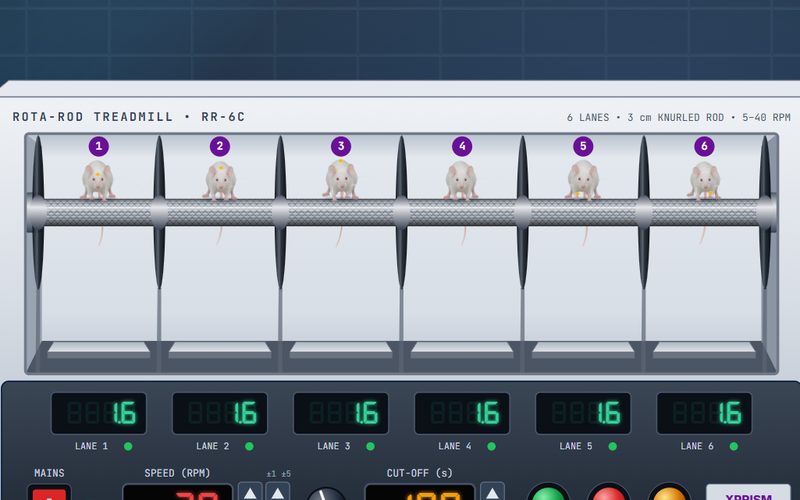 ROTA-ROD TREADMILL • RR-6C
6 LANES • 3 cm KNURLED ROD • 5–40 RPM
1 2 3 4 5 6
1.6 1.6 1.6 1.6 1.6 1.6
LANE 1 LANE 2 LANE 3 LANE 4 LANE 5 LANE 6
MAINS SPEED (RPM) ±1 ±5 CUT-OFF (s)
XPRISM